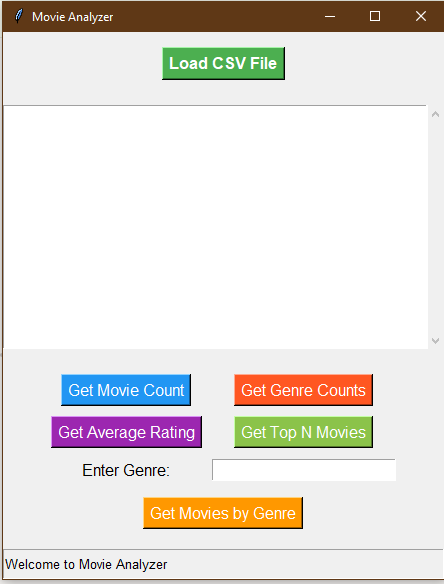 Movie Analyzer
Load CSV File
Get Movie Count Get Genre Counts
Get Average Rating Get Top N Movies
Enter Genre:
Get Movies by Genre
Welcome to Movie Analyzer